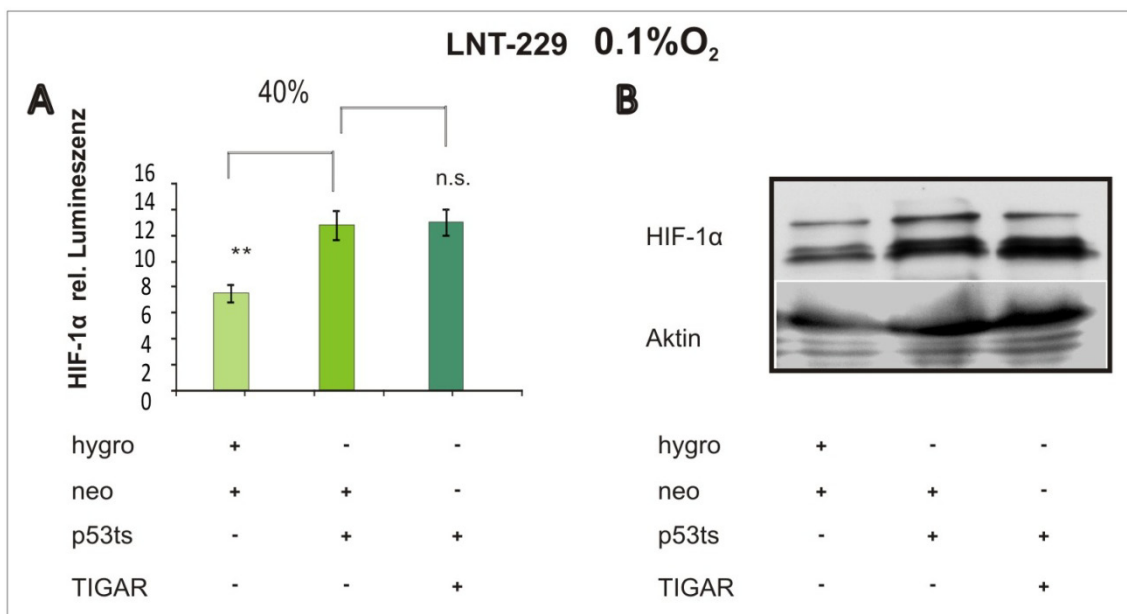 LNT-229 0.1%O₂
A
40%
HIF-1α rel. Lumineszenz
16
14
12
10
8
6
4
2
0
**
n.s.
hygro + - -
neo + + -
p53ts - + +
TIGAR - - +
B
HIF-1α
Aktin
hygro + - -
neo + + -
p53ts - + +
TIGAR - - +